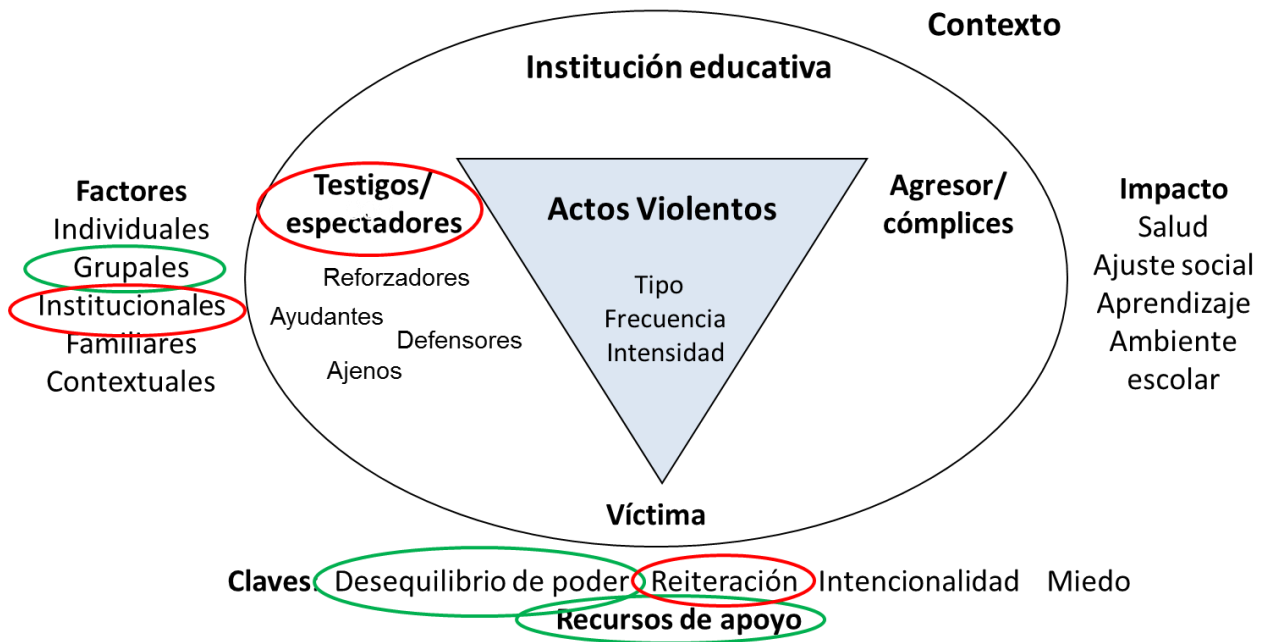 Contexto
Institución educativa
Factores
Individuales
Grupales
Institucionales
Familiares
Contextuales
Testigos/
espectadores
Reforzadores
Ayudantes
Defensores
Ajenos
Actos Violentos
Tipo
Frecuencia
Intensidad
Agresor/
cómplices
Impacto
Salud
Ajuste social
Aprendizaje
Ambiente
escolar
Víctima
Claves: Desequilibrio de poder Reiteración Intencionalidad Miedo
Recursos de apoyo